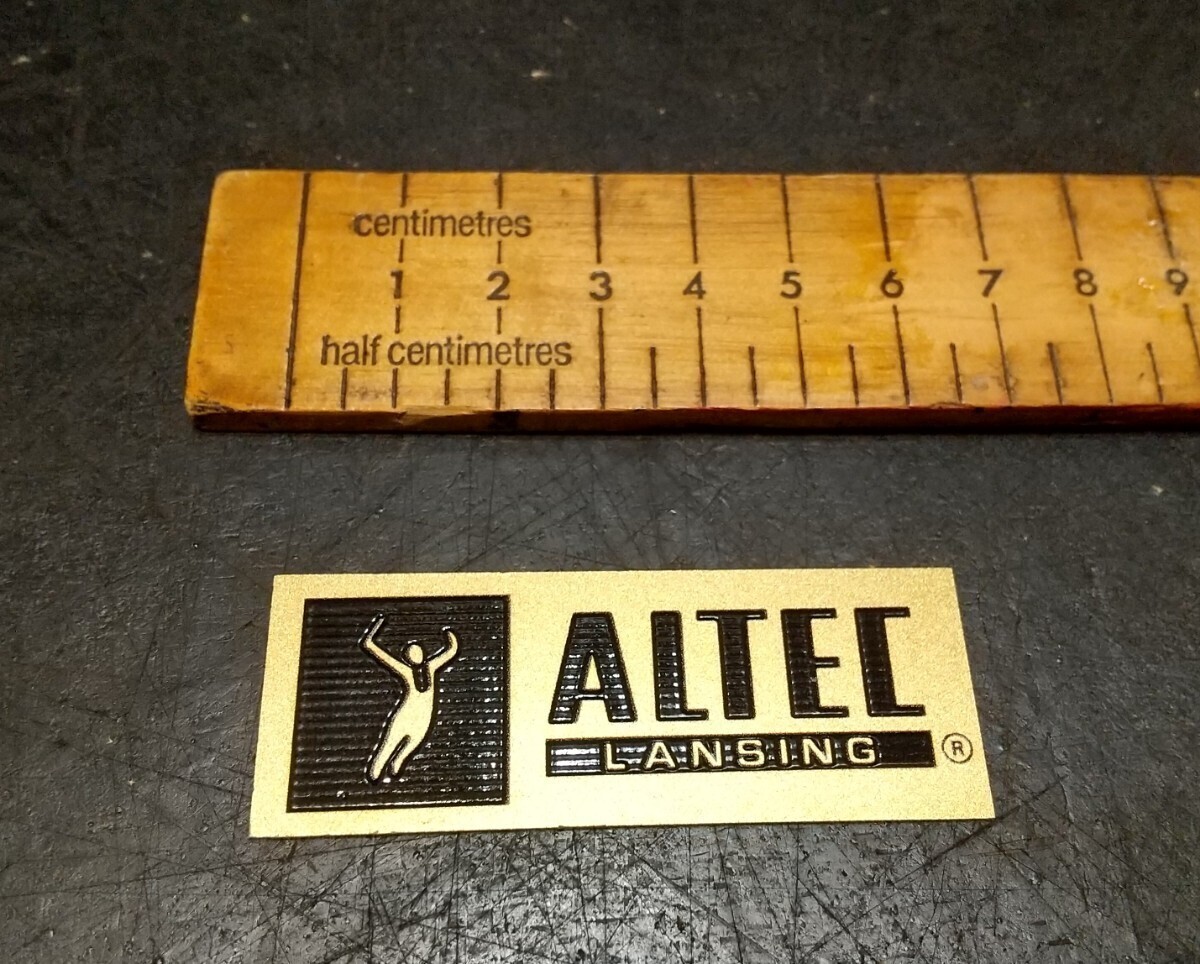 centimetres
1 2 3 4 5 6 7 8 9
half centimetres
ALTEC
LANSING ®